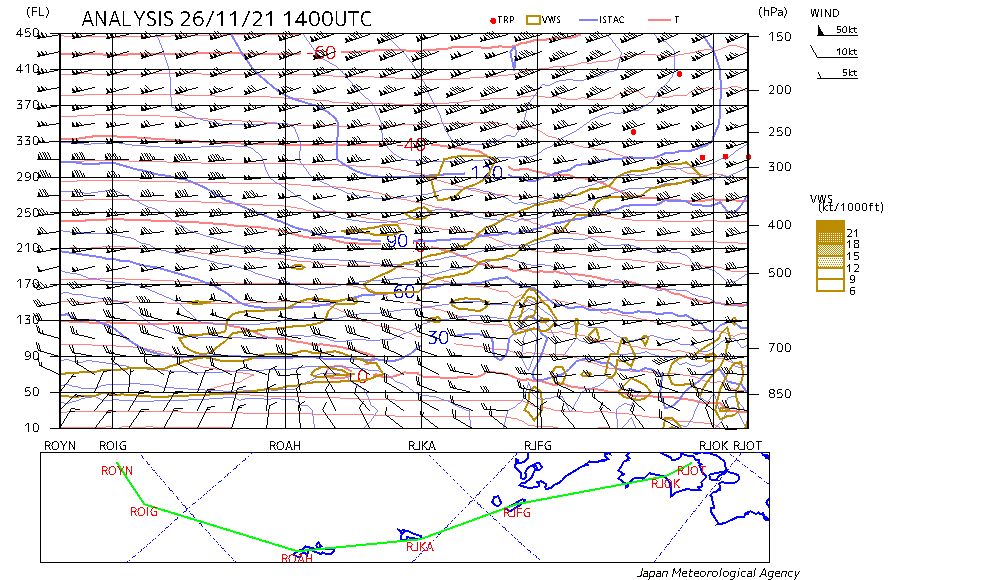 (FL) ANALYSIS 26/11/21 1400UTC TRP VWS ISTAC T (hPa) WIND
450 -60 150 50kt
410 10kt
370 200 5kt
330 -40 250
290 120 300
250 VWS
(kt/1000ft)
210 90 400 21
18
170 60 500 15
12
130 30 9
6
90 700
50 850
10
ROYN ROIG ROAH RJKA RJFG RJOK RJOT
ROYN RJOT
ROIG RJFG RJOK
ROAH RJKA
Japan Meteorological Agency